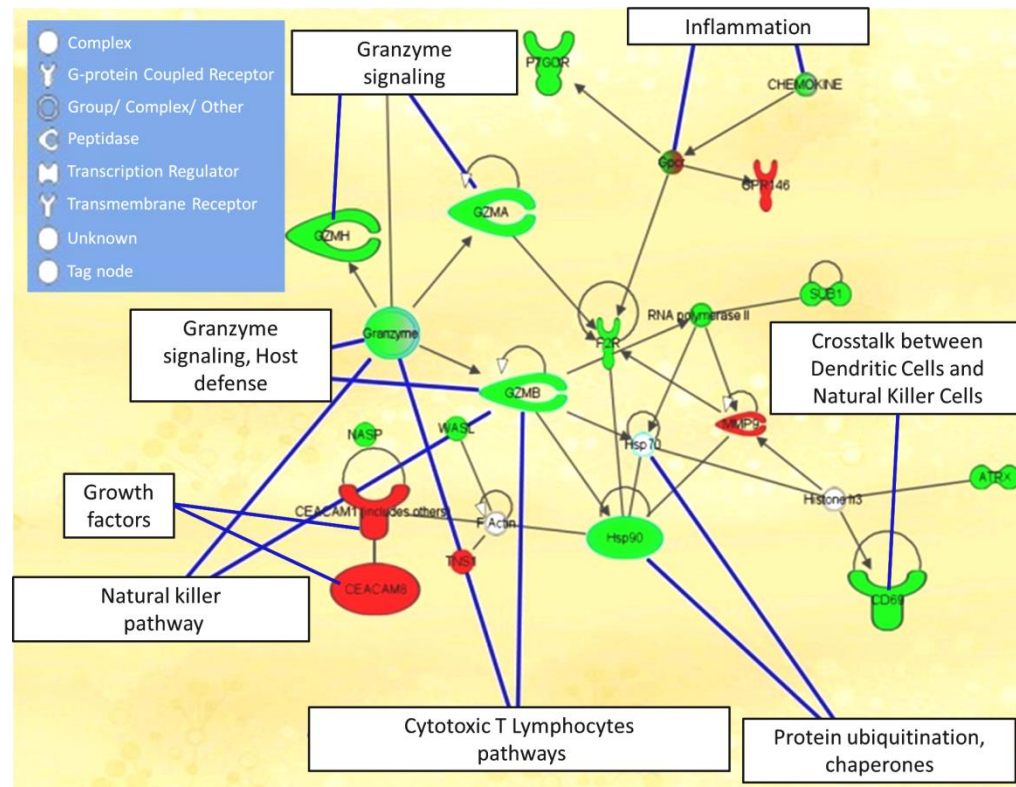 Complex
G-protein Coupled Receptor
Group/ Complex/ Other
Peptidase
Transcription Regulator
Transmembrane Receptor
Unknown
Tag node
Granzyme
signaling
Inflammation
PTGDR
CHEMOKINE
Gpcr
GPR146
GZMA
GZMH
Granzyme
signaling, Host
defense
Granzyme
F2R
RNA polymerase II
SUB1
Crosstalk between
Dendritic Cells and
Natural Killer Cells
GZMB
NASP
WASL
Hsp70
MMP9
ATRX
Growth
factors
CEACAM1 (includes others)
F Actin
Histone h3
Hsp90
TNS1
CEACAM8
CD69
Natural killer
pathway
Cytotoxic T Lymphocytes
pathways
Protein ubiquitination,
chaperones